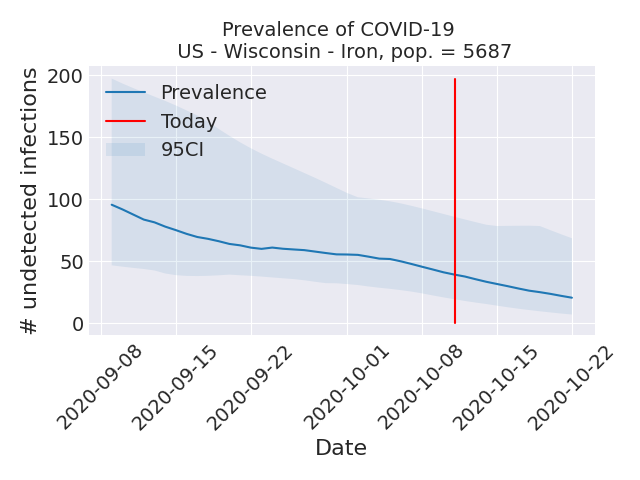 Prevalence of COVID-19
US - Wisconsin - Iron, pop. = 5687
# undetected infections
200
150
100
50
0
Prevalence
Today
95CI
2020-09-08
2020-09-15
2020-09-22
2020-10-01
2020-10-08
2020-10-15
2020-10-22
Date